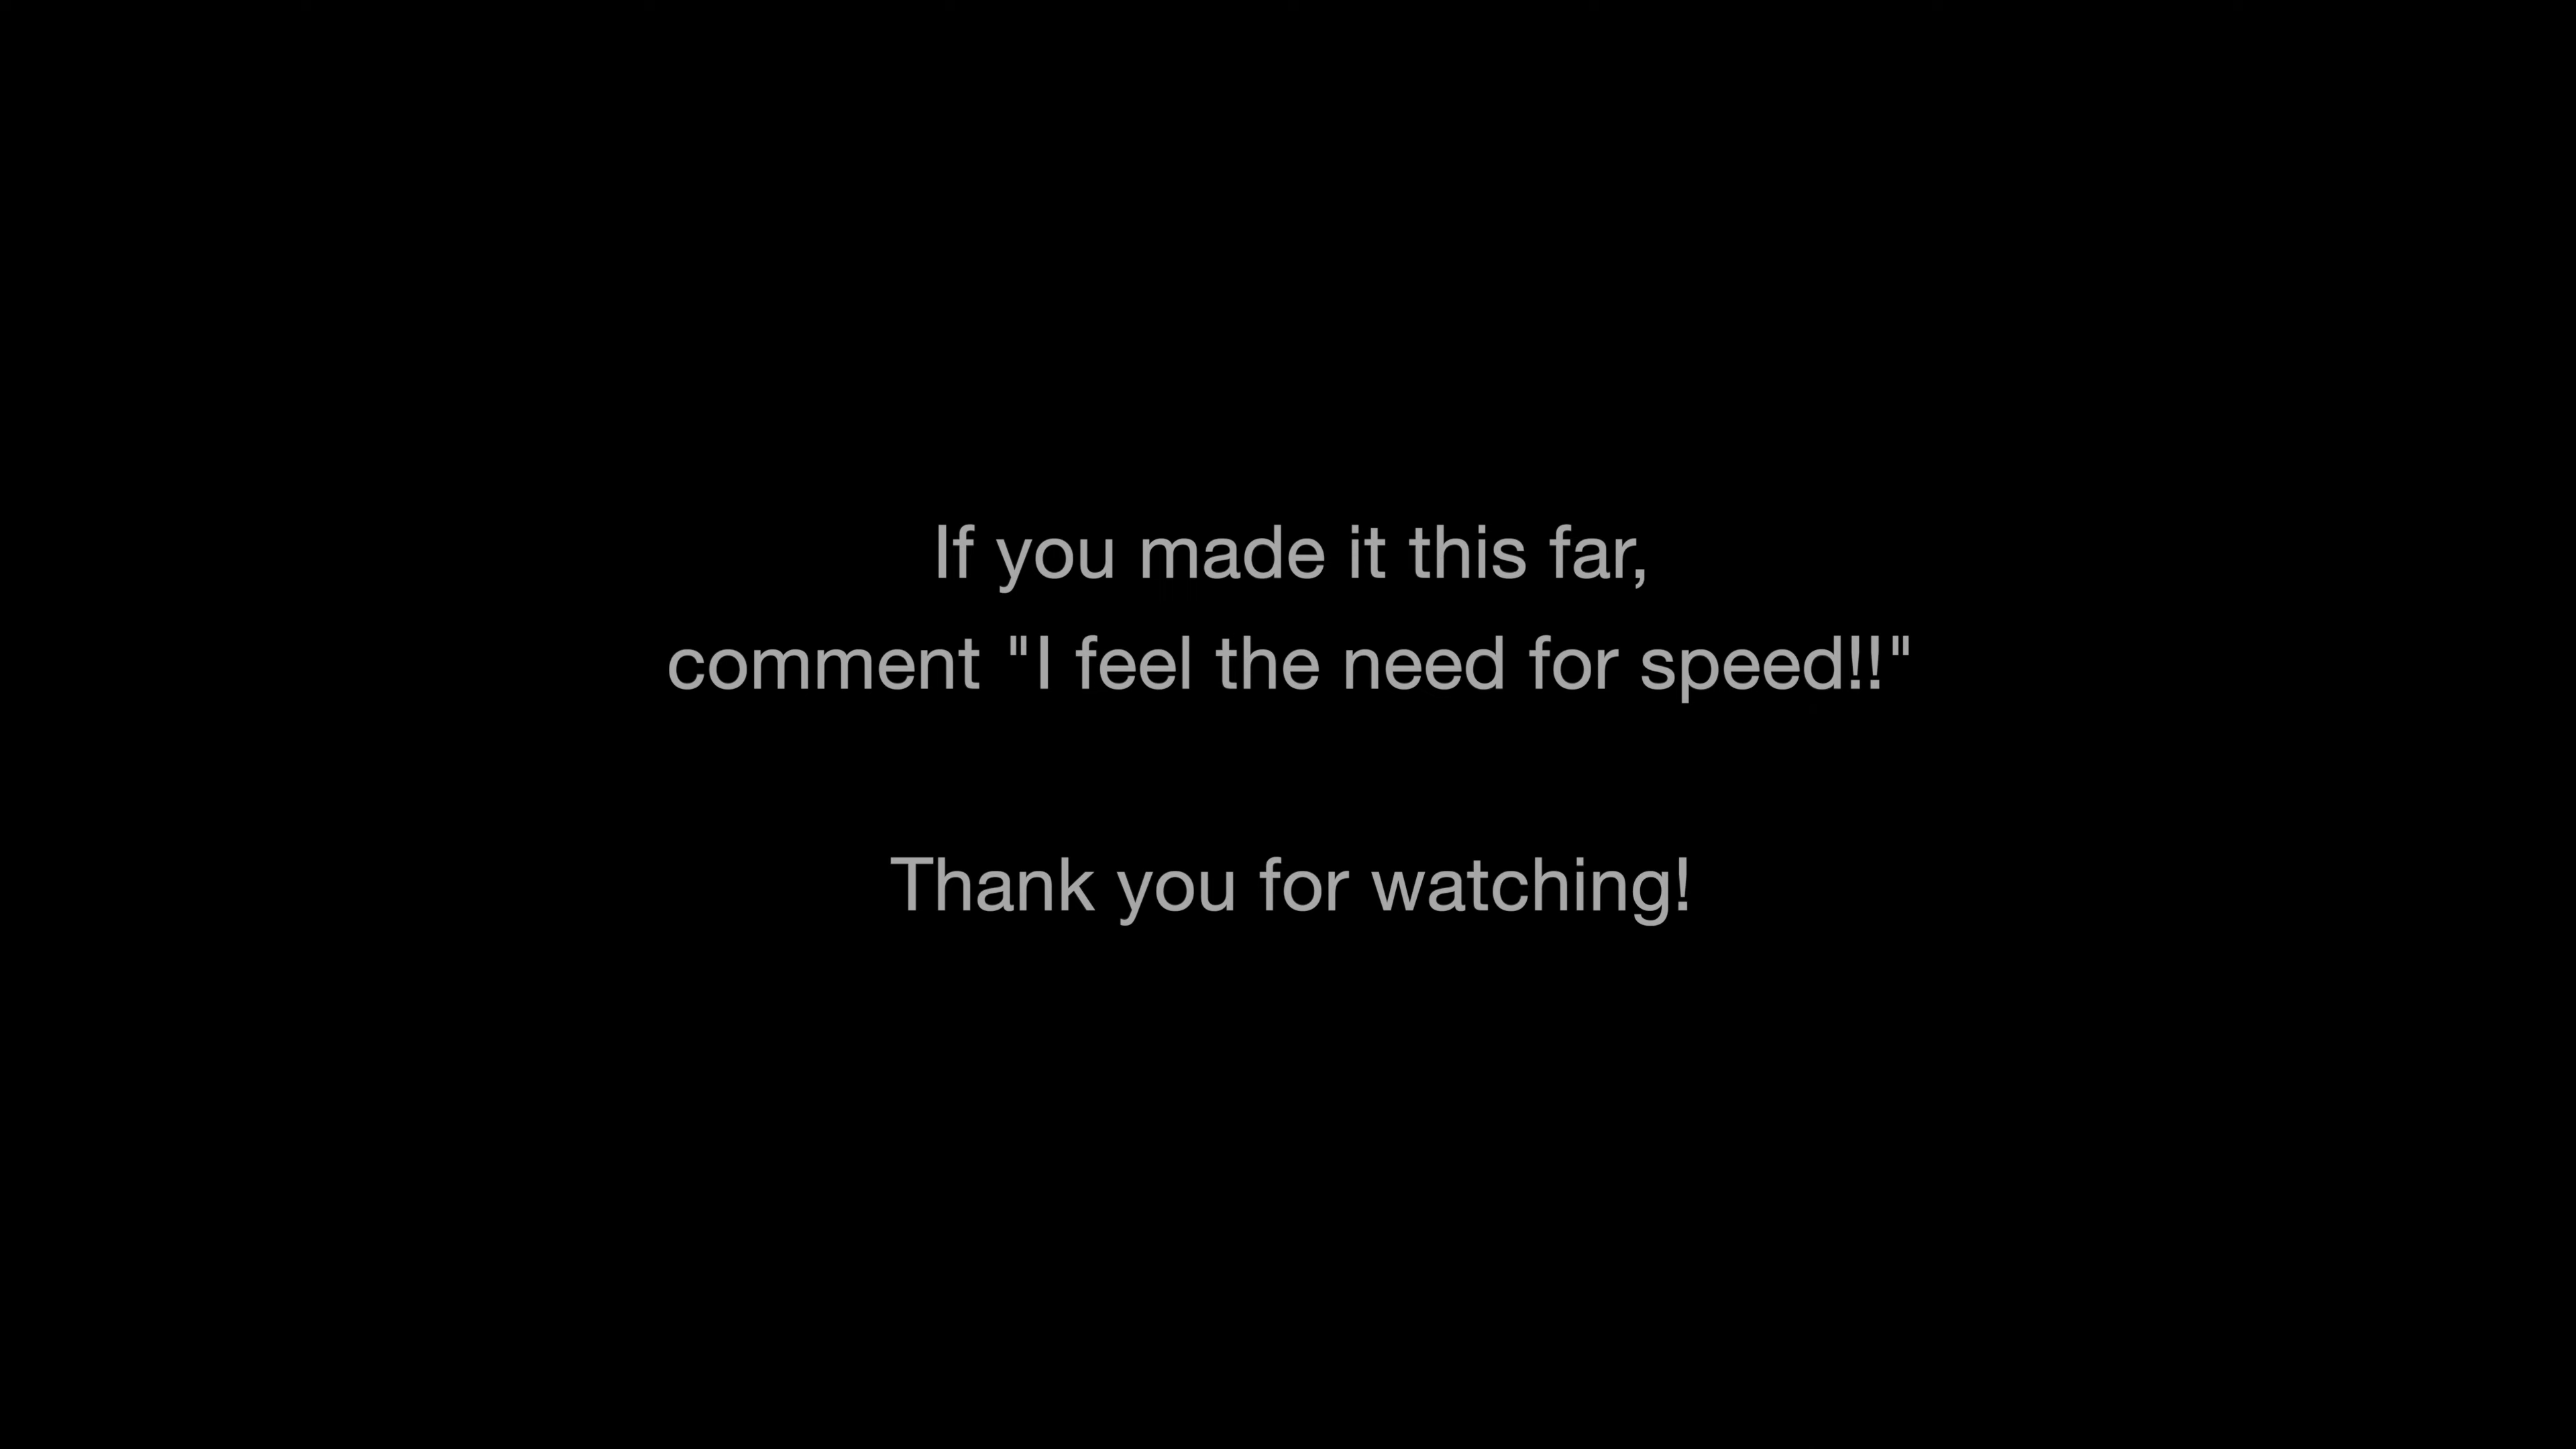 If you made it this far,
comment "I feel the need for speed!!"
Thank you for watching!